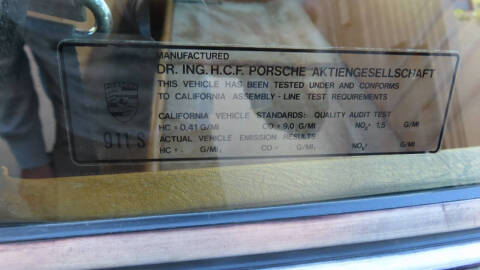 MANUFACTURED
DR. ING. H.C.F. PORSCHE AKTIENGESELLSCHAFT
THIS VEHICLE HAS BEEN TESTED UNDER AND CONFORMS
TO CALIFORNIA ASSEMBLY-LINE TEST REQUIREMENTS
CALIFORNIA VEHICLE STANDARDS: QUALITY AUDIT TEST
HC = 0.41 G/MI CO = 9,0 G/MI NOx = 1,5 G/MI
ACTUAL VEHICLE EMISSION RESULTS
HC = - G/MI CO = G/MI NOx: G/MI
911 S